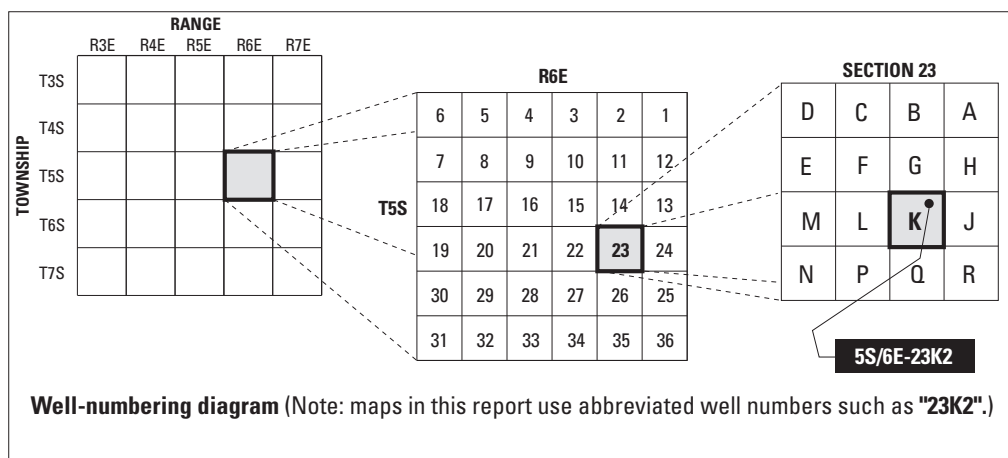 RANGE
R3E R4E R5E R6E R7E
TOWNSHIP
T3S
T4S
T5S
T6S
T7S
R6E
T5S
6 5 4 3 2 1
7 8 9 10 11 12
18 17 16 15 14 13
19 20 21 22 23 24
30 29 28 27 26 25
31 32 33 34 35 36
SECTION 23
D C B A
E F G H
M L K J
N P Q R
5S/6E-23K2
Well-numbering diagram (Note: maps in this report use abbreviated well numbers such as "23K2".)